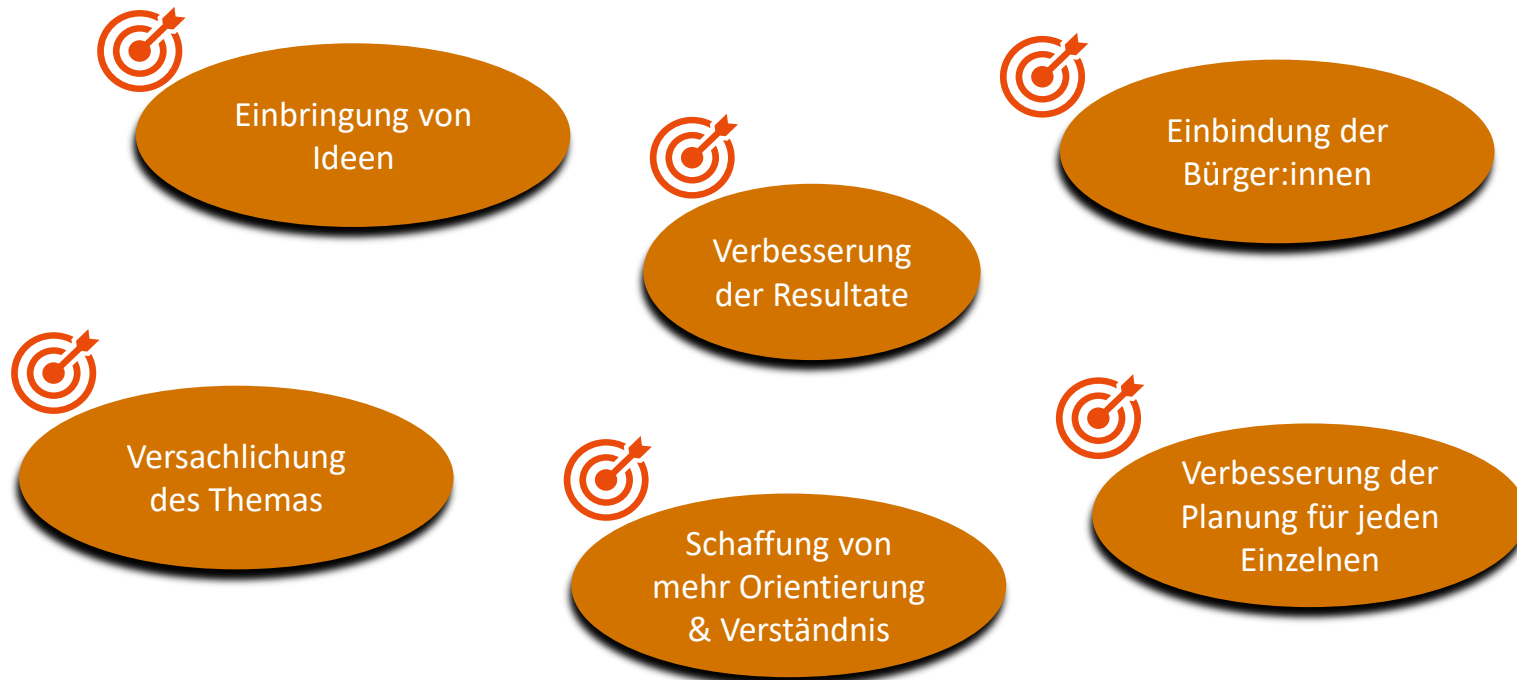 Einbringung von
Ideen
Einbindung der
Bürger:innen
Verbesserung
der Resultate
Versachlichung
des Themas
Schaffung von
mehr Orientierung
& Verständnis
Verbesserung der
Planung für jeden
Einzelnen